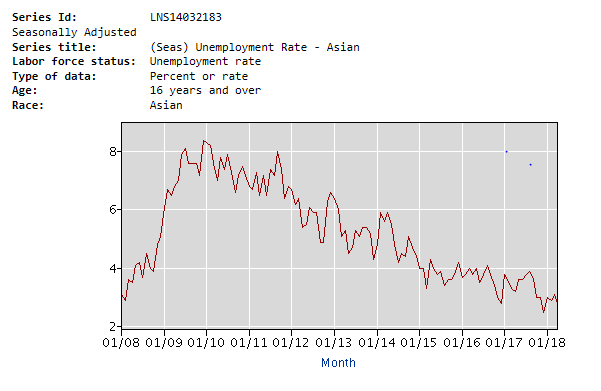 Series Id: LNS14032183
Seasonally Adjusted
Series title: (Seas) Unemployment Rate - Asian
Labor force status: Unemployment rate
Type of data: Percent or rate
Age: 16 years and over
Race: Asian
8
6
4
2
01/08 01/09 01/10 01/11 01/12 01/13 01/14 01/15 01/16 01/17 01/18
Month